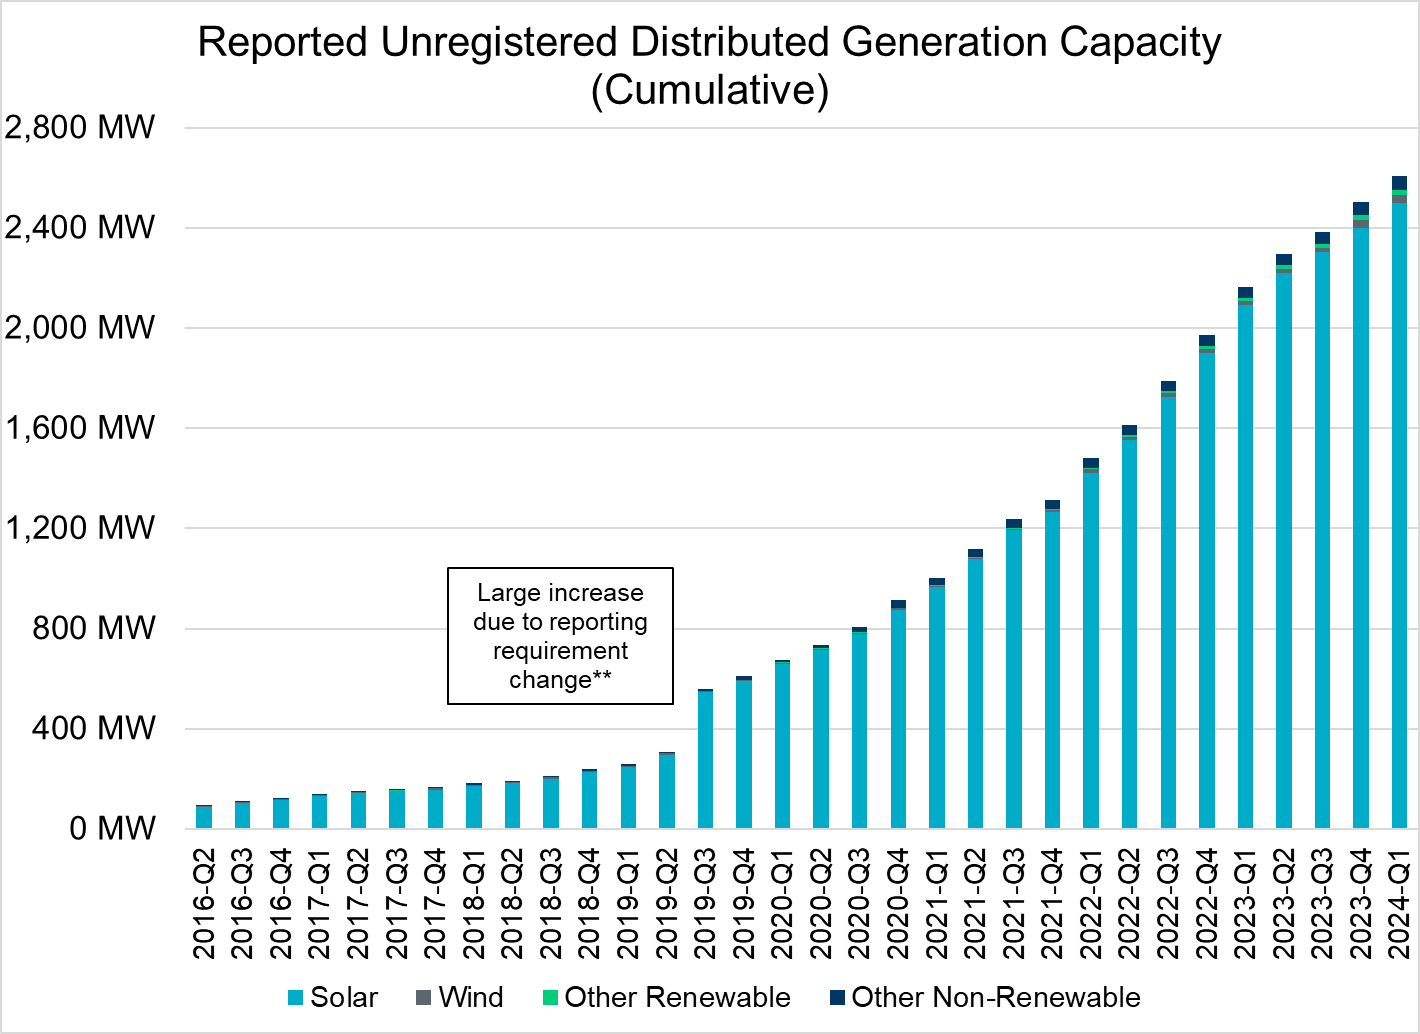 Reported Unregistered Distributed Generation Capacity
(Cumulative)
2,800 MW
2,400 MW
2,000 MW
1,600 MW
1,200 MW
800 MW
400 MW
0 MW
Large increase
due to reporting
requirement
change**
2016-Q2
2016-Q3
2016-Q4
2017-Q1
2017-Q2
2017-Q3
2017-Q4
2018-Q1
2018-Q2
2018-Q3
2018-Q4
2019-Q1
2019-Q2
2019-Q3
2019-Q4
2020-Q1
2020-Q2
2020-Q3
2020-Q4
2021-Q1
2021-Q2
2021-Q3
2021-Q4
2022-Q1
2022-Q2
2022-Q3
2022-Q4
2023-Q1
2023-Q2
2023-Q3
2023-Q4
2024-Q1
Solar
Wind
Other Renewable
Other Non-Renewable